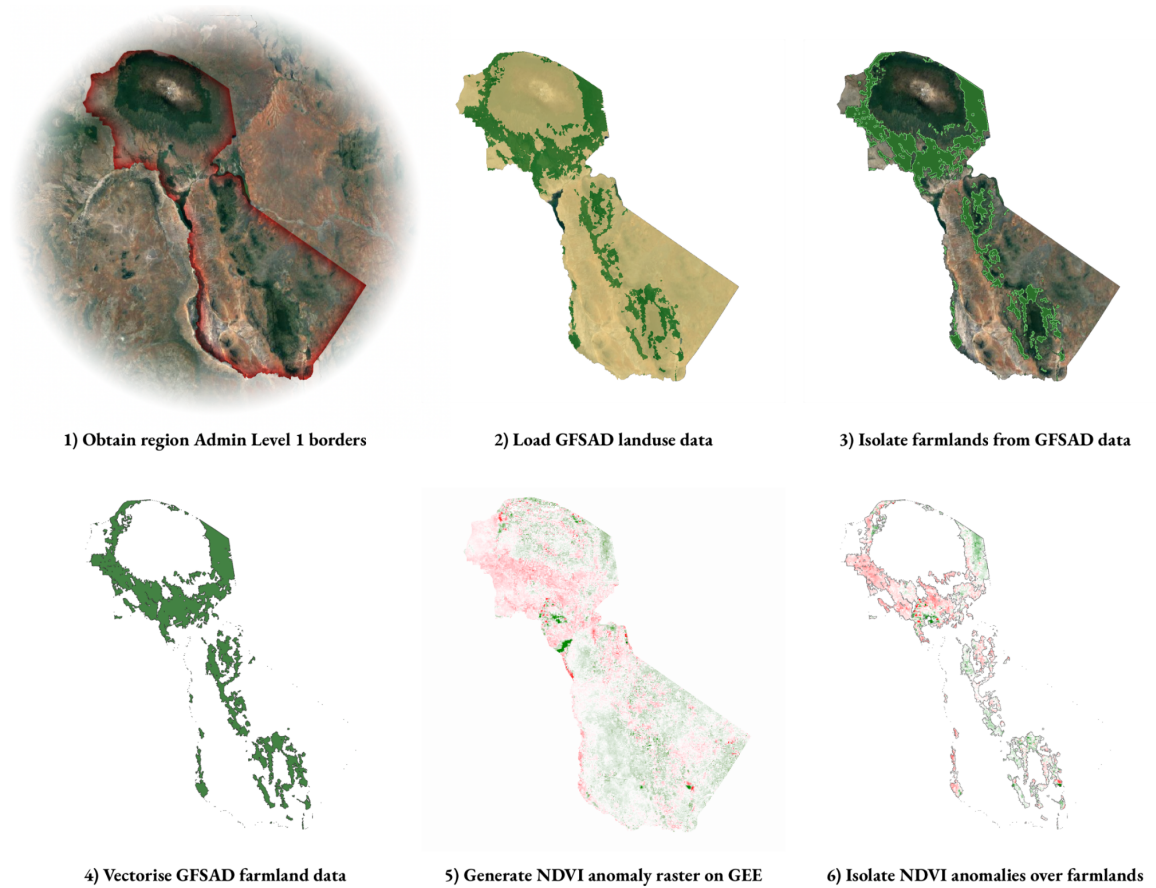 1) Obtain region Admin Level 1 borders
2) Load GFSAD landuse data
3) Isolate farmlands from GFSAD data
4) Vectorise GFSAD farmland data
5) Generate NDVI anomaly raster on GEE
6) Isolate NDVI anomalies over farmlands